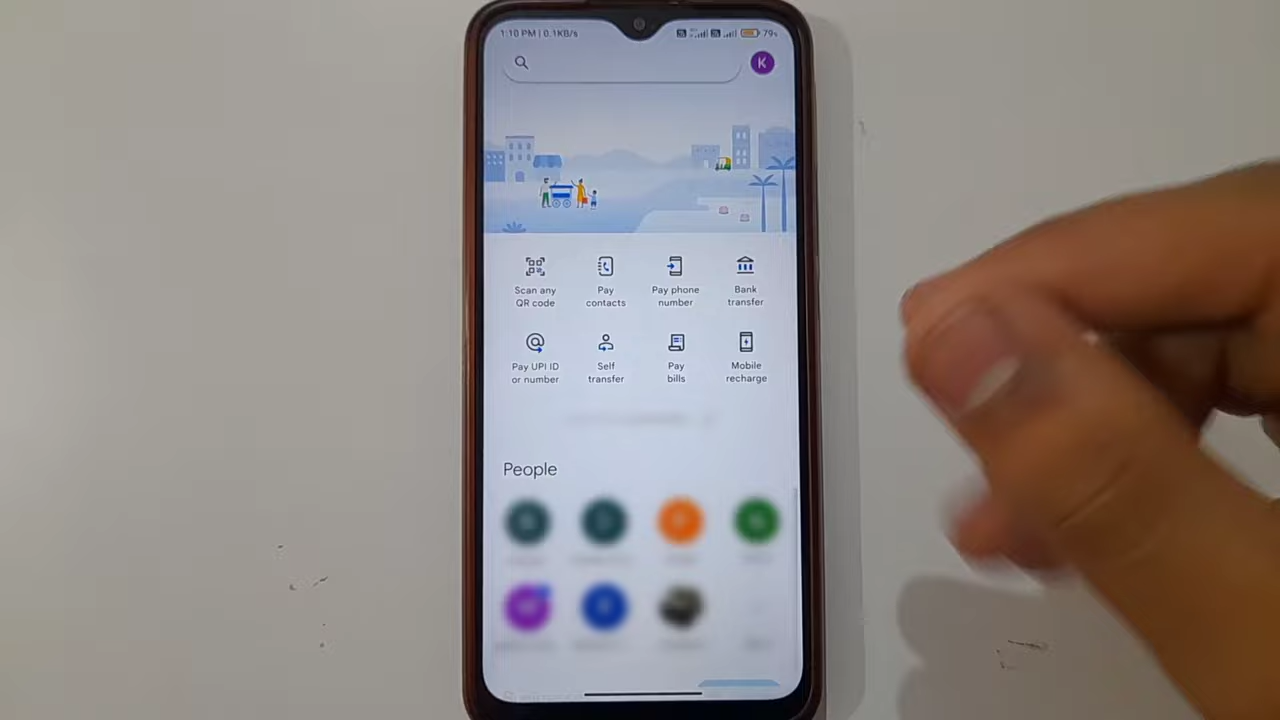 1:10 PM | 0.1KB/s
79%
K
Scan any
QR code
Pay
contacts
Pay phone
number
Bank
transfer
Pay UPI ID
or number
Self
transfer
Pay
bills
Mobile
recharge
People